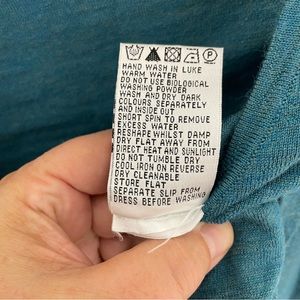 P
HAND WASH IN LUKE
WARM WATER
DO NOT USE BIOLOGICAL
WASHING POWDER
WASH AND DRY DARK
COLOURS SEPARATELY
AND INSIDE OUT
SHORT SPIN TO REMOVE
EXCESS WATER
RESHAPE WHILST DAMP
DRY FLAT AWAY FROM
DIRECT HEAT AND SUNLIGHT
DO NOT TUMBLE DRY
COOL IRON ON REVERSE
DRY CLEANABLE
STORE FLAT
SEPARATE SLIP FROM
DRESS BEFORE WASHING